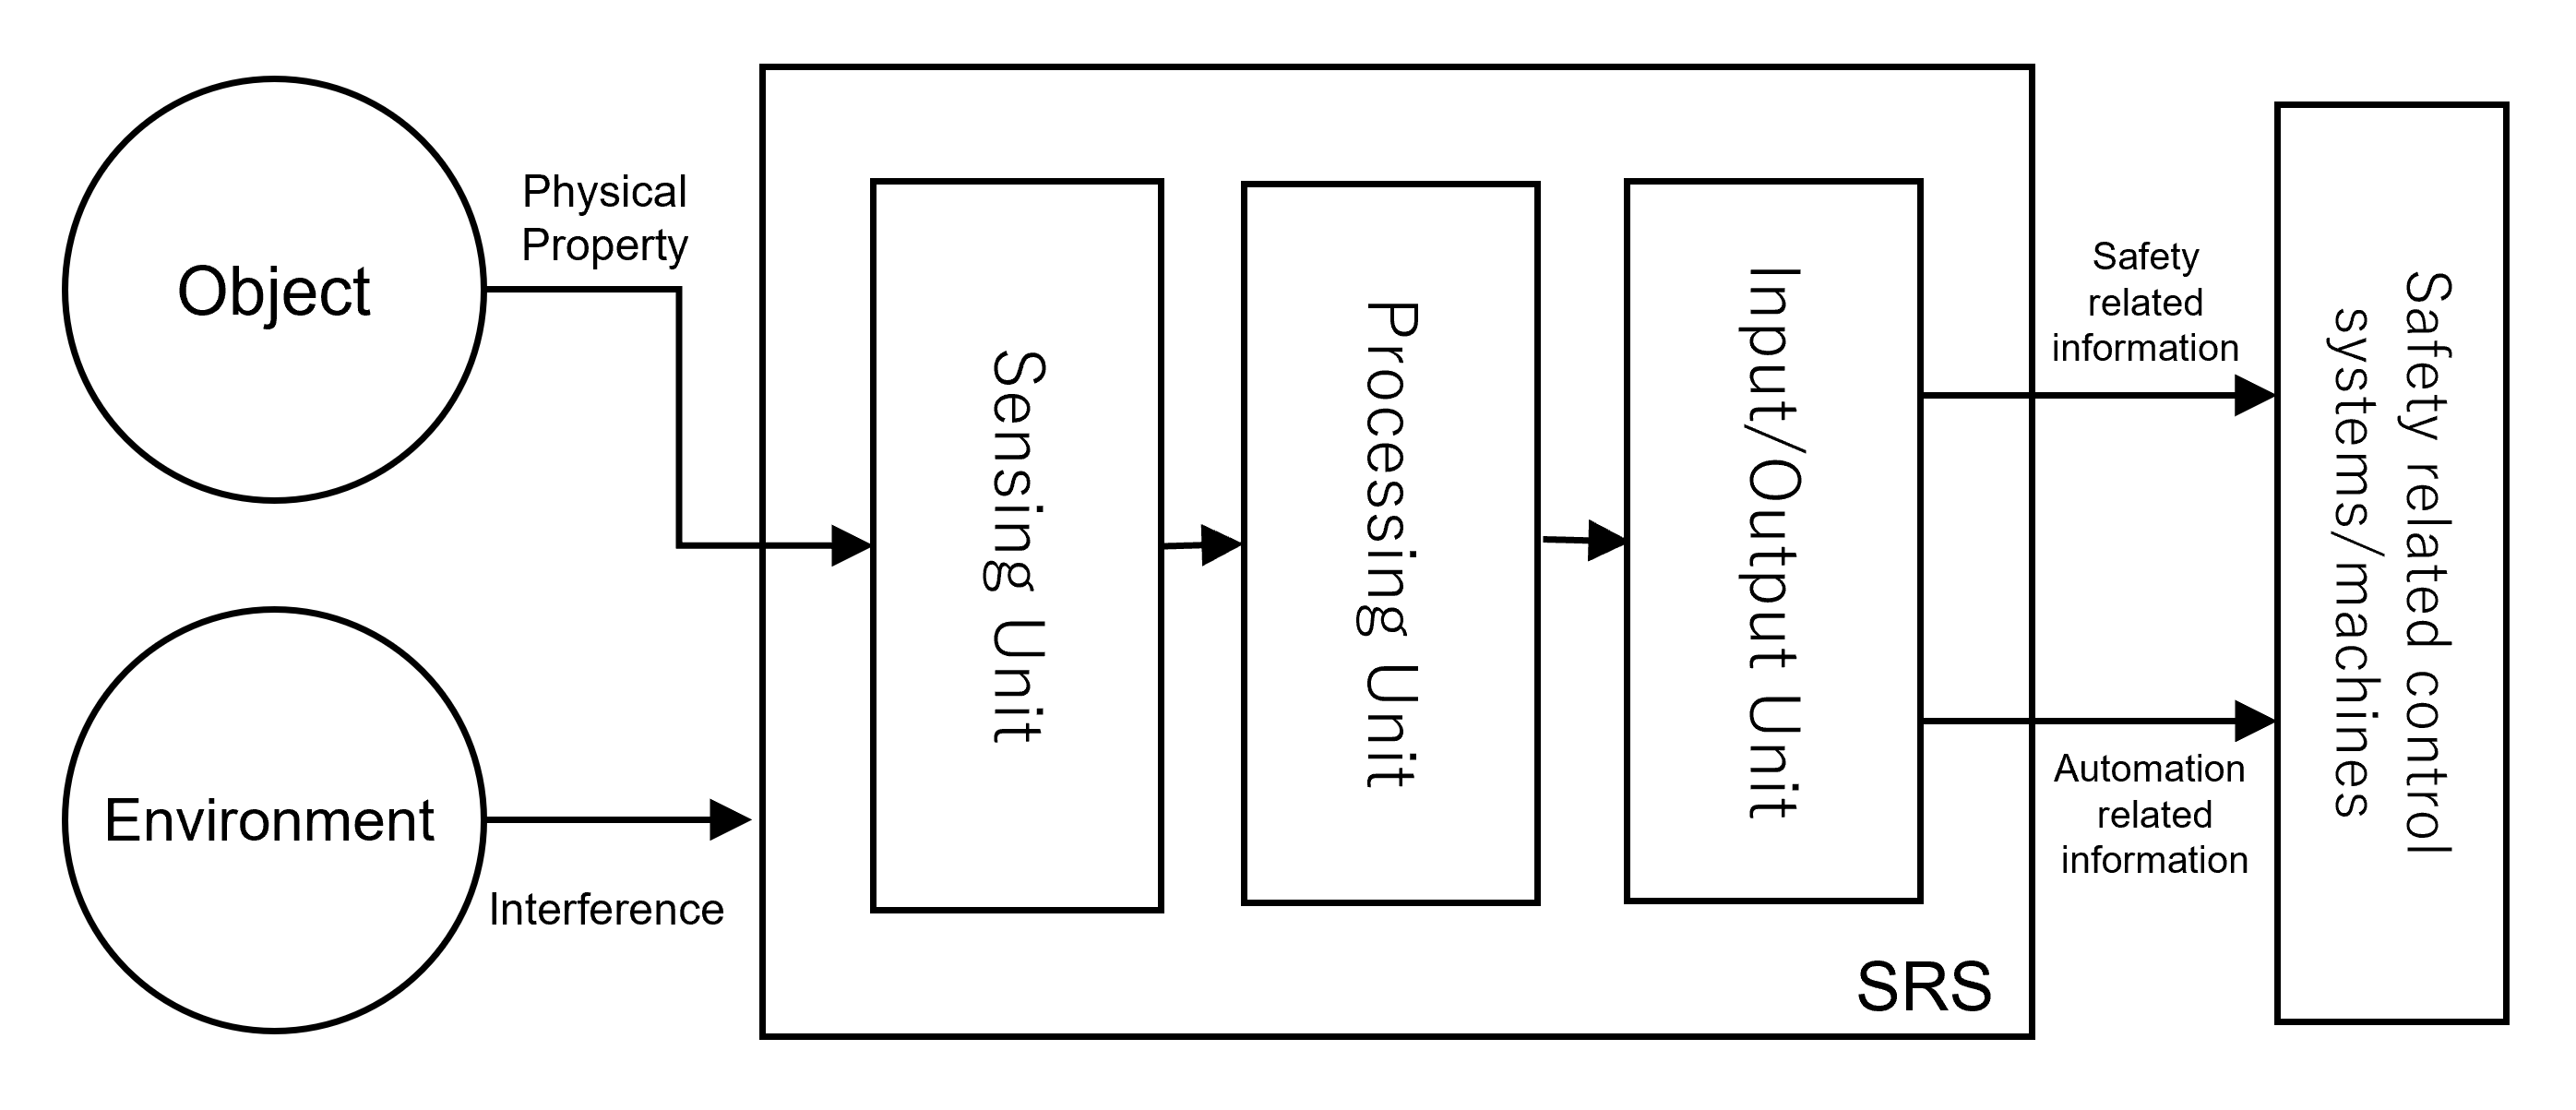 Object
Physical
Property
Environment
Interference
Sensing Unit
Processing Unit
Input/Output Unit
SRS
Safety
related
information
Automation
related
information
Safety related control
systems/machines